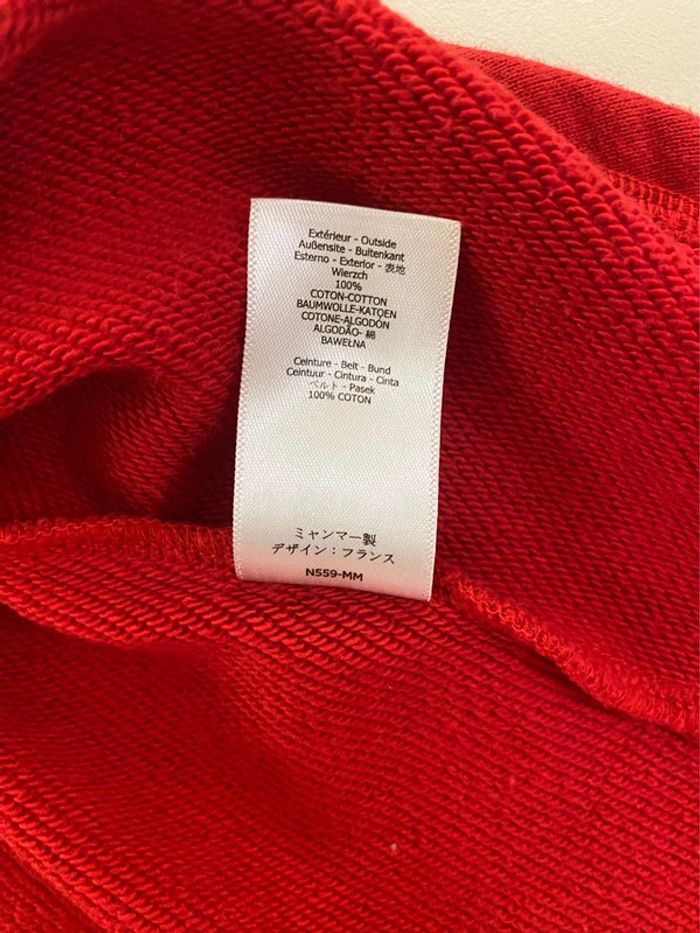 Extérieur - Outside
Außensite - Buitenkant
Esterno - Exterior - 表地
Wierzch
100%
COTON-COTTON
BAUMWOLLE-KATOEN
COTONE-ALGODÓN
ALGODÃO- 綿
BAWEŁNA
Ceinture - Belt - Bund
Ceintuur - Cintura - Cinta
ベルト - Pasek
100% COTON
ミャンマー製
デザイン：フランス
N559-MM